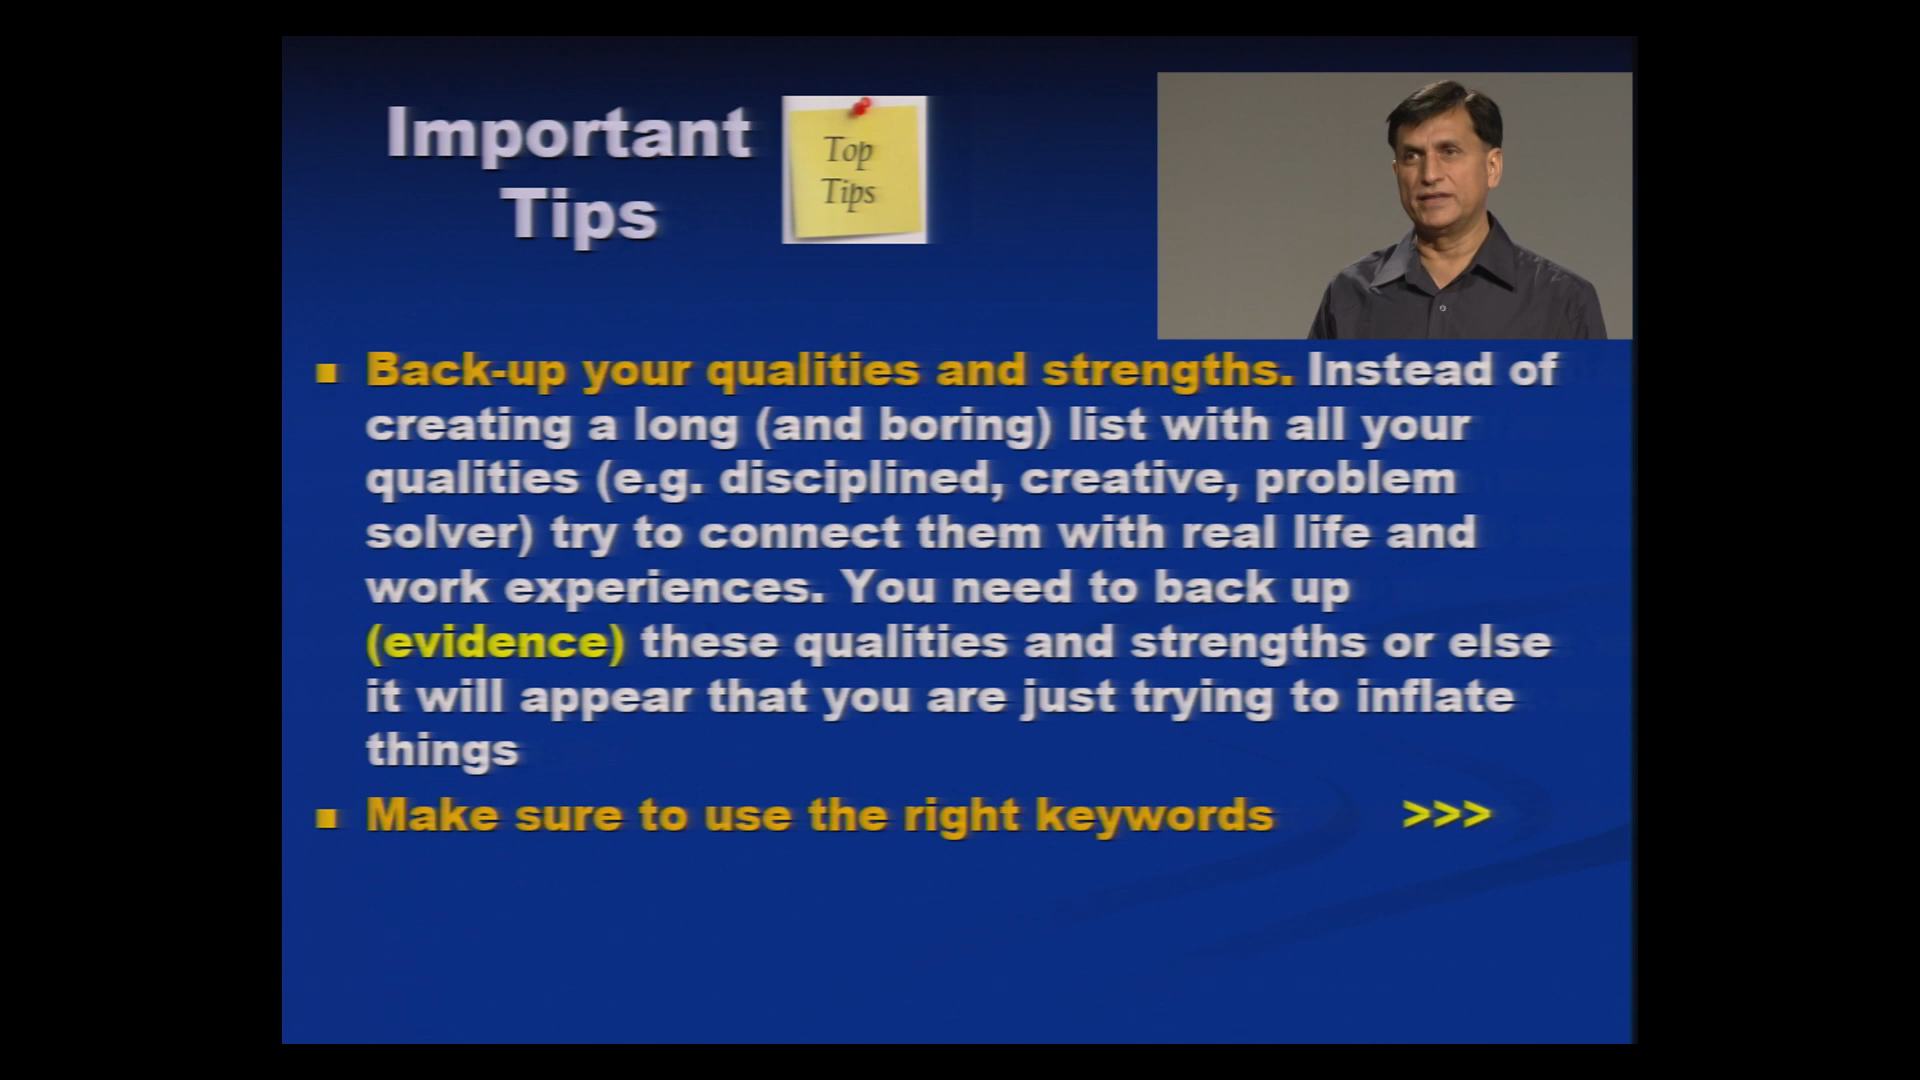 Important
Tips
Top
Tips
Back-up your qualities and strengths. Instead of
creating a long (and boring) list with all your
qualities (e.g. disciplined, creative, problem
solver) try to connect them with real life and
work experiences. You need to back up
(evidence) these qualities and strengths or else
it will appear that you are just trying to inflate
things
Make sure to use the right keywords >>>